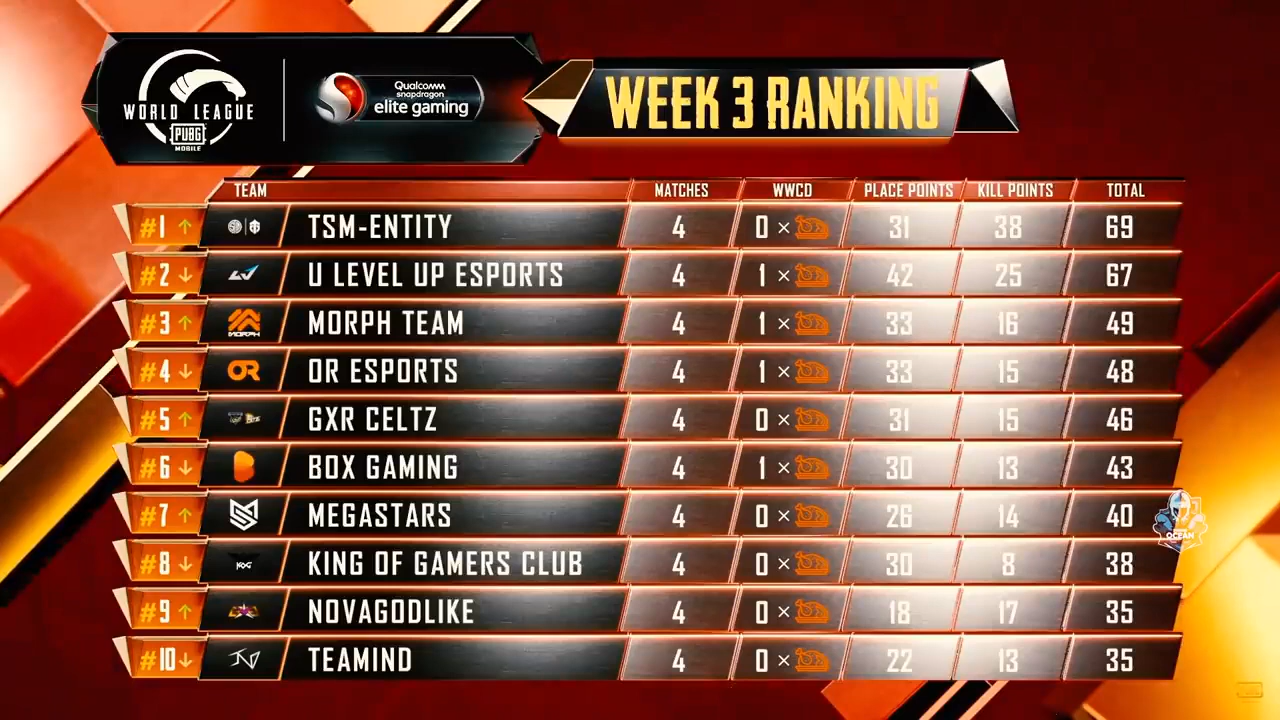 WORLD LEAGUE
PUBG
MOBILE
Qualcomm
snapdragon
elite gaming
WEEK 3 RANKING
TEAM MATCHES WWCD PLACE POINTS KILL POINTS TOTAL
#1 ↑ TSM-ENTITY 4 0 × 31 38 69
#2 ↓ U LEVEL UP ESPORTS 4 1 × 42 25 67
#3 ↑ MORPH MORPH TEAM 4 1 × 33 16 49
#4 ↓ OR OR ESPORTS 4 1 × 33 15 48
#5 ↑ GXR CELTZ 4 0 × 31 15 46
#6 ↓ BOX GAMING 4 1 × 30 13 43
#7 ↑ MEGASTARS 4 0 × 26 14 40
OCEAN
#8 ↓ KOG KING OF GAMERS CLUB 4 0 × 30 8 38
#9 ↑ NOVAGODLIKE 4 0 × 18 17 35
#10 ↓ TEAMIND 4 0 × 22 13 35